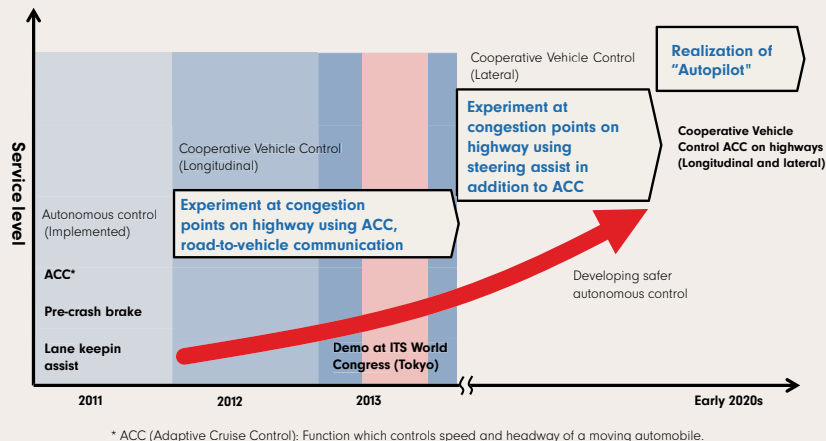 Realization of
“Autopilot"
Cooperative Vehicle Control
(Lateral)
Experiment at
congestion points on
highway using
steering assist in
addition to ACC
Cooperative Vehicle
Control ACC on highways
(Longitudinal and lateral)
Cooperative Vehicle Control
(Longitudinal)
Experiment at congestion
points on highway using ACC,
road-to-vehicle communication
Service level
Autonomous control
(Implemented)
ACC*
Pre-crash brake
Lane keepin
assist
Developing safer
autonomous control
Demo at ITS World
Congress (Tokyo)
2011
2012
2013
Early 2020s
* ACC (Adaptive Cruise Control): Function which controls speed and headway of a moving automobile.